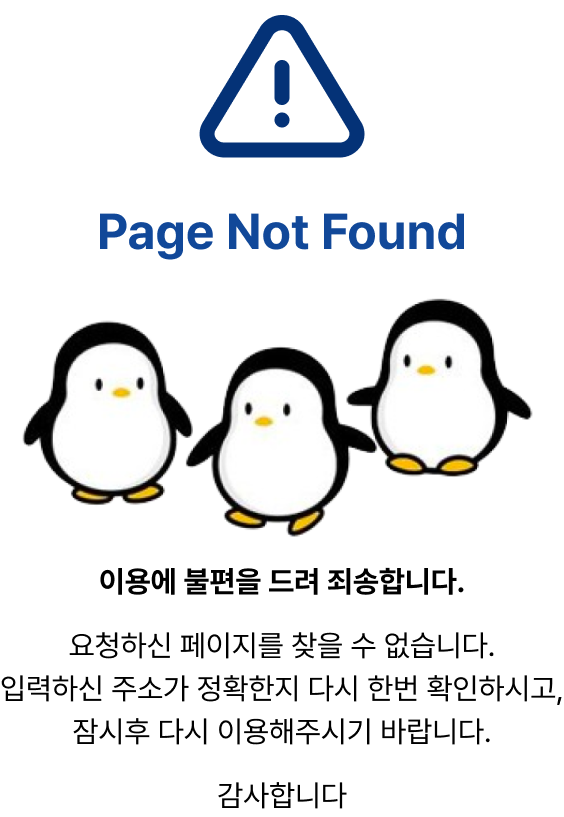 Page Not Found
이용에 불편을 드려 죄송합니다.
요청하신 페이지를 찾을 수 없습니다.
입력하신 주소가 정확한지 다시 한번 확인하시고,
잠시후 다시 이용해주시기 바랍니다.
감사합니다